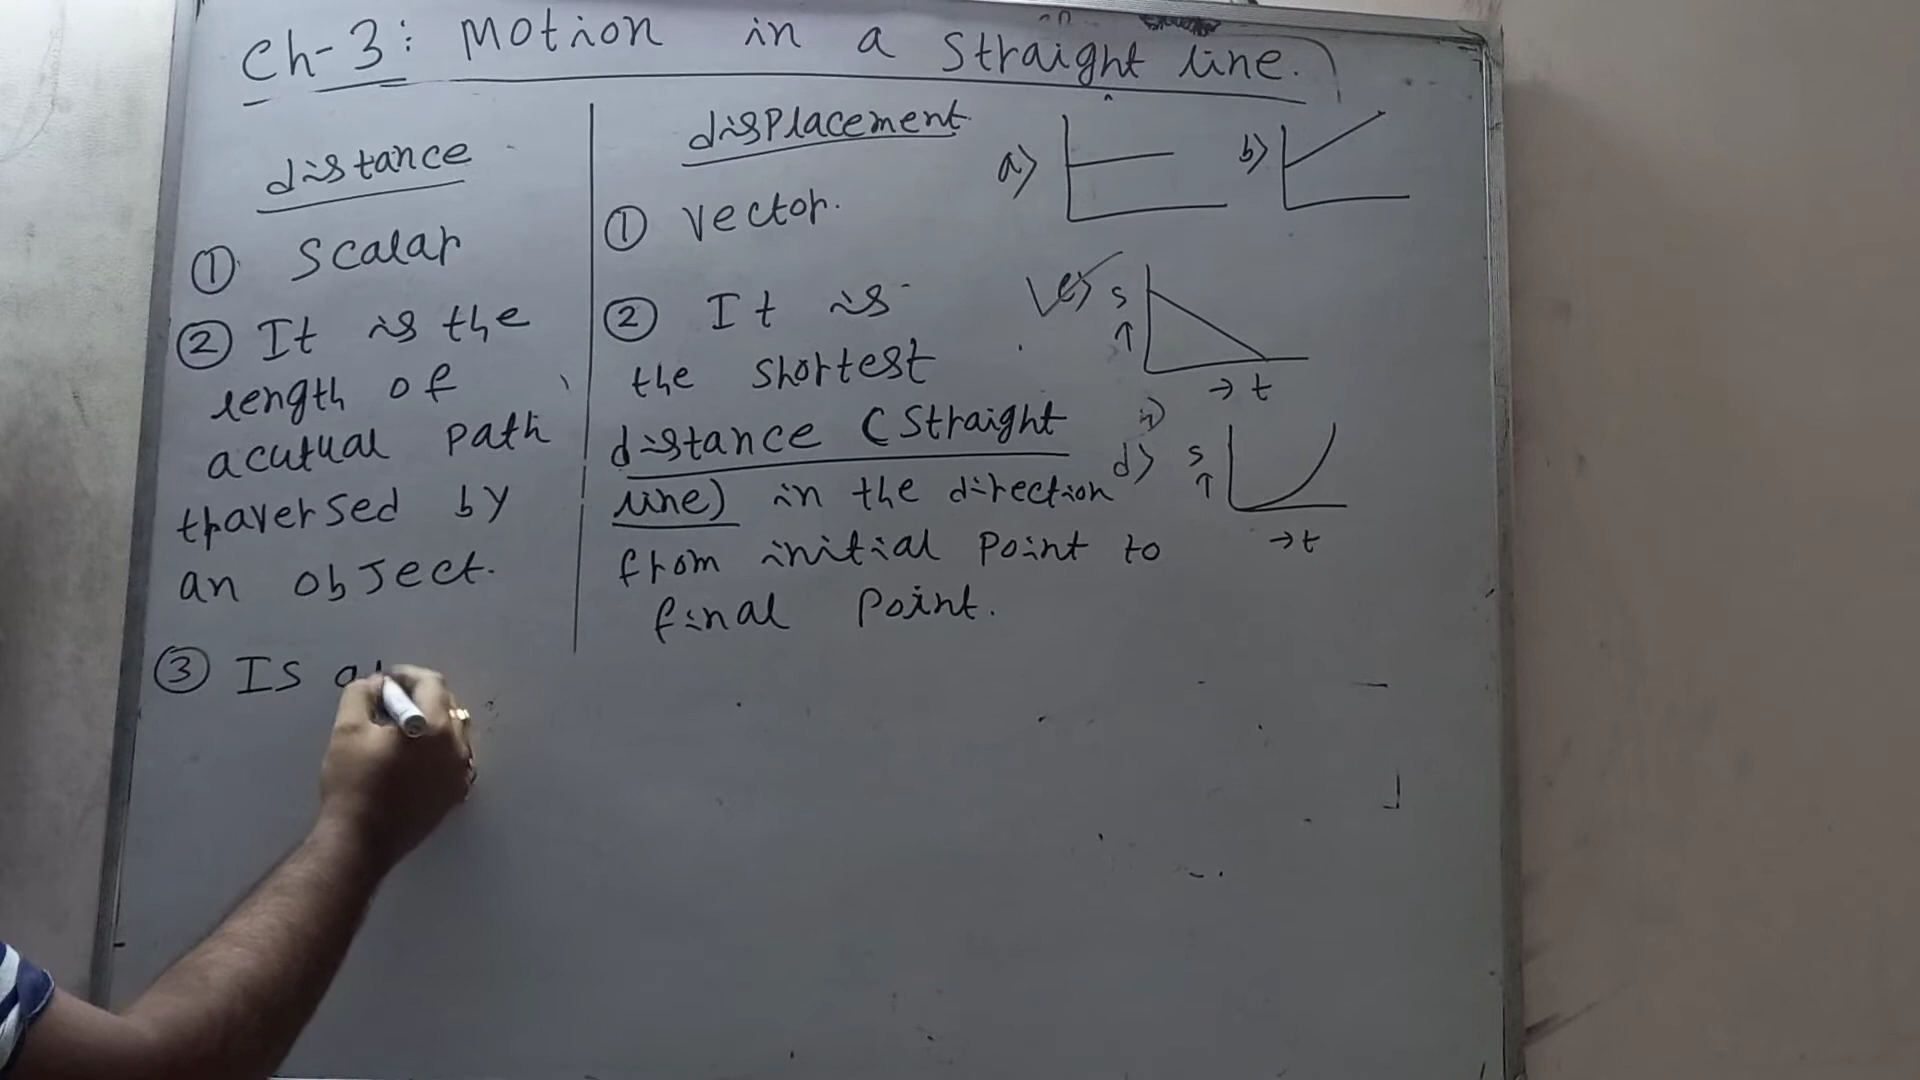 Ch-3: Motion in a Straight line.
distance
① Scalar
② It is the
length of
acutual path
traversed by
an object.
③ Is
displacement
① vector.
② It is
the shortest
distance (Straight
line) in the direction
from initial point to
final point.
a)
b)
c) S
↑
→ t
d) S
↑
→ t